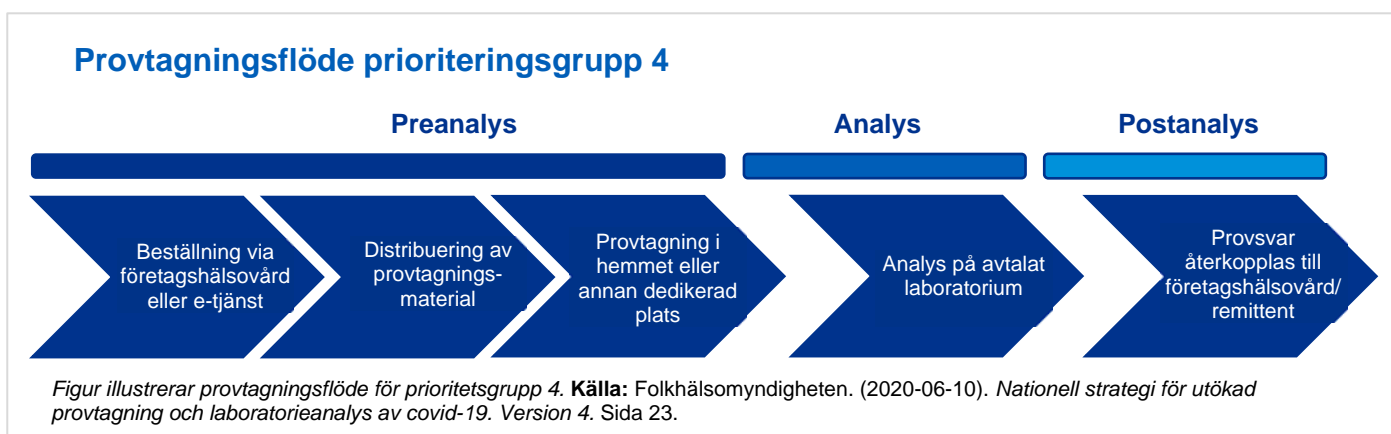 Provtagningsflöde prioriteringsgrupp 4
Preanalys
Analys
Postanalys
Beställning via
företagshälsovård
eller e-tjänst
Distribuering av
provtagnings-
material
Provtagning i
hemmet eller
annan dedikerad
plats
Analys på avtalat
laboratorium
Provsvar
återkopplas till
företagshälsovård/
remittent
Figur illustrerar provtagningsflöde för prioritetsgrupp 4. Källa: Folkhälsomyndigheten. (2020-06-10). Nationell strategi för utökad
provtagning och laboratorieanalys av covid-19. Version 4. Sida 23.